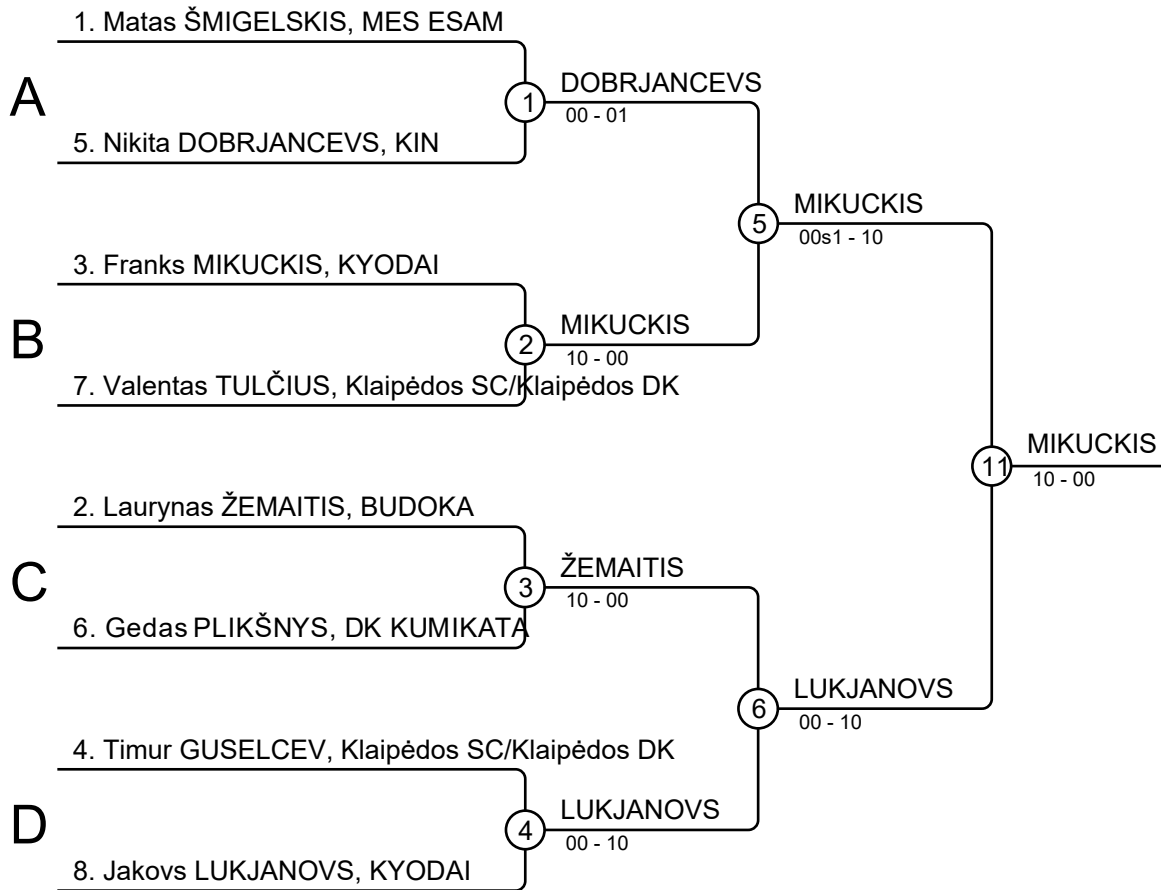 1. Matas ŠMIGELSKIS, MES ESAM
A
1
DOBRJANCEVS
00 - 01
5. Nikita DOBRJANCEVS, KIN
5
MIKUCKIS
00s1 - 10
3. Franks MIKUCKIS, KYODAI
B
2
MIKUCKIS
10 - 00
7. Valentas TULČIUS, Klaipėdos SC/Klaipėdos DK
11
MIKUCKIS
10 - 00
2. Laurynas ŽEMAITIS, BUDOKA
C
3
ŽEMAITIS
10 - 00
6. Gedas PLIKŠNYS, DK KUMIKATA
6
LUKJANOVS
00 - 10
4. Timur GUSELCEV, Klaipėdos SC/Klaipėdos DK
D
4
LUKJANOVS
00 - 10
8. Jakovs LUKJANOVS, KYODAI